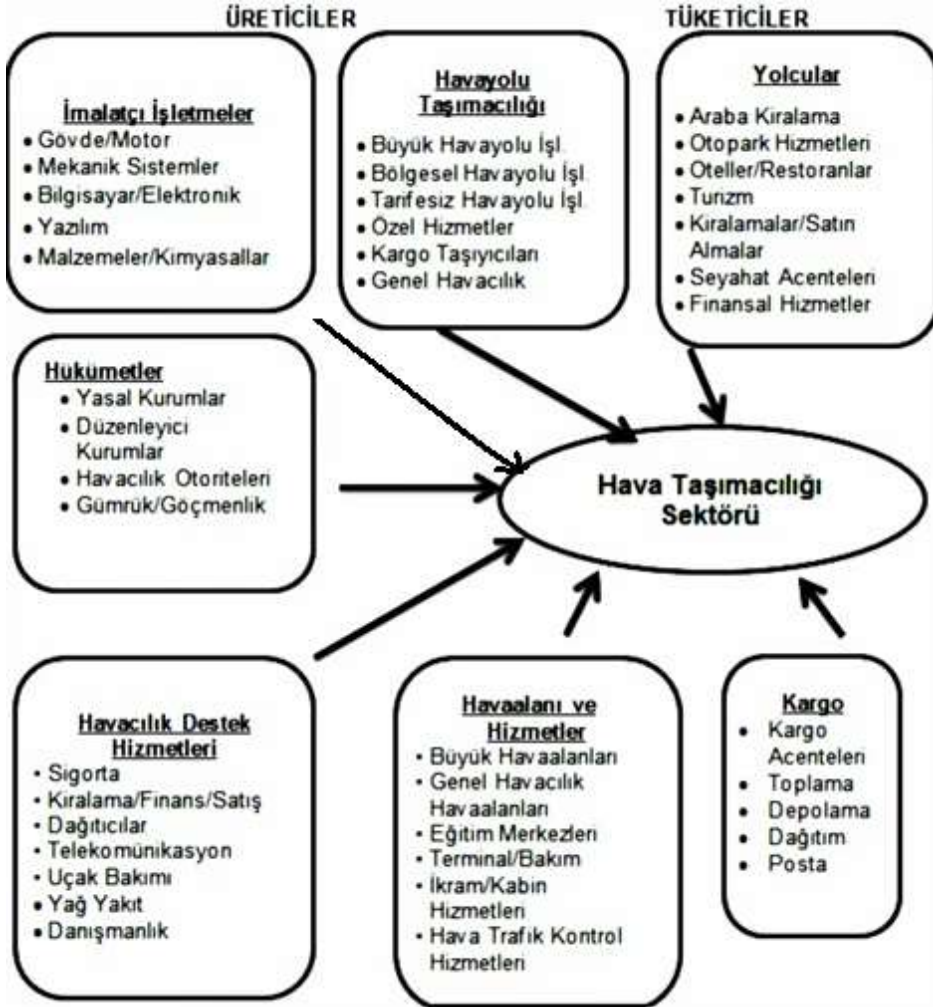 ÜRETİCİLER
TÜKETİCİLER
İmalatçı İşletmeler
• Gövde/Motor
• Mekanik Sistemler
• Bilgisayar/Elektronik
• Yazılım
• Malzemeler/Kimyasallar
Havayolu
Taşımacılığı
• Büyük Havayolu İşl.
• Bölgesel Havayolu İşl.
• Tarifesiz Havayolu İşl.
• Özel Hizmetler
• Kargo Taşıyıcıları
• Genel Havacılık
Yolcular
• Araba Kiralama
• Otopark Hizmetleri
• Oteller/Restoranlar
• Turizm
• Kiralamalar/Satın
Almalar
• Seyahat Acenteleri
• Finansal Hizmetler
Hükümetler
• Yasal Kurumlar
• Düzenleyici
Kurumlar
• Havacılık Otoriteleri
• Gümrük/Göçmenlik
Hava Taşımacılığı
Sektörü
Havacılık Destek
Hizmetleri
• Sigorta
• Kiralama/Finans/Satış
• Dağıtıcılar
• Telekomünikasyon
• Uçak Bakımı
• Yağ Yakıt
• Danışmanlık
Havaalanı ve
Hizmetler
• Büyük Havaalanları
• Genel Havacılık
Havaalanları
• Eğitim Merkezleri
• Terminal/Bakım
• İkram/Kabin
Hizmetleri
• Hava Trafik Kontrol
Hizmetleri
Kargo
• Kargo
Acenteleri
• Toplama
• Depolama
• Dağıtım
• Posta